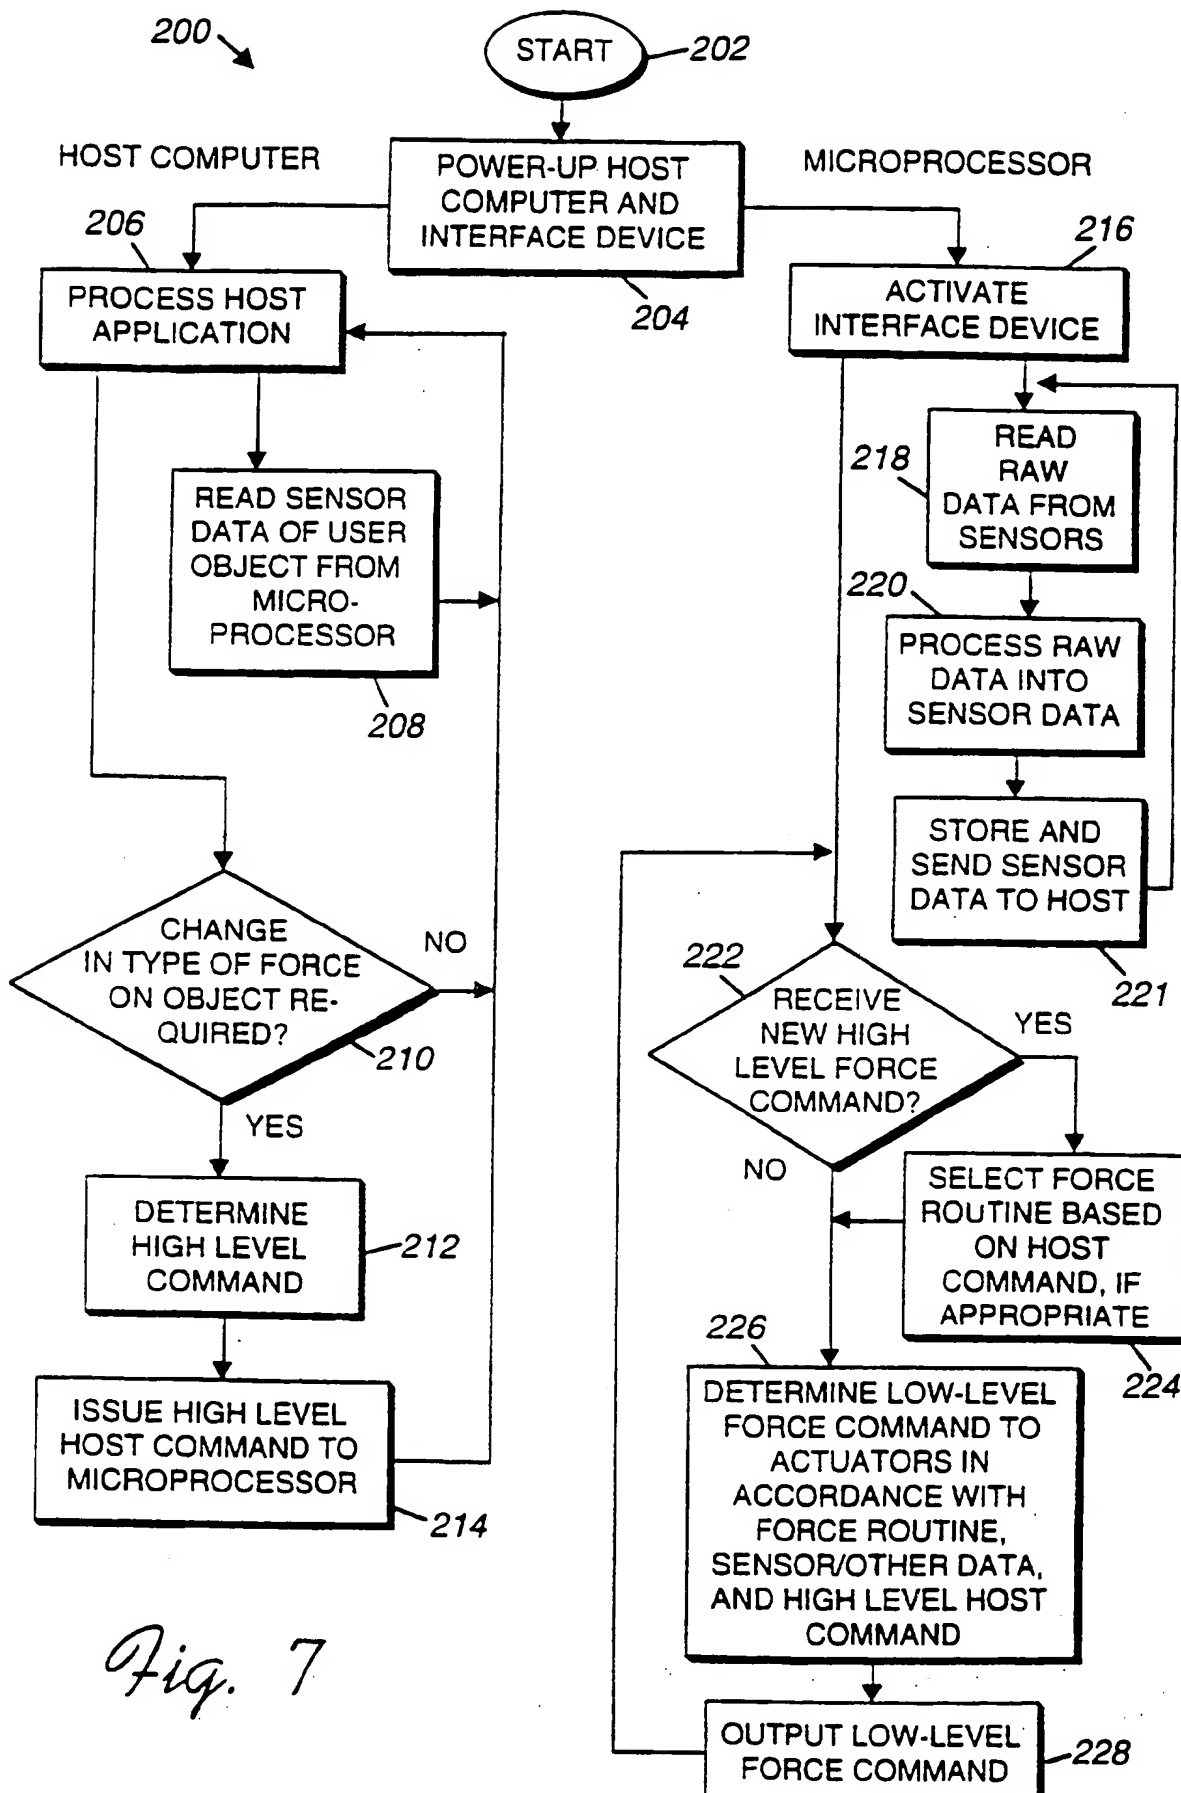 200
START
202
HOST COMPUTER
POWER-UP HOST
COMPUTER AND
INTERFACE DEVICE
204
MICROPROCESSOR
206
PROCESS HOST
APPLICATION
READ SENSOR
DATA OF USER
OBJECT FROM
MICRO-
PROCESSOR
208
CHANGE
IN TYPE OF FORCE
ON OBJECT RE-
QUIRED?
210
NO
YES
DETERMINE
HIGH LEVEL
COMMAND
212
ISSUE HIGH LEVEL
HOST COMMAND TO
MICROPROCESSOR
214
216
ACTIVATE
INTERFACE DEVICE
218
READ
RAW
DATA FROM
SENSORS
220
PROCESS RAW
DATA INTO
SENSOR DATA
STORE AND
SEND SENSOR
DATA TO HOST
221
222
RECEIVE
NEW HIGH
LEVEL FORCE
COMMAND?
YES
NO
SELECT FORCE
ROUTINE BASED
ON HOST
COMMAND, IF
APPROPRIATE
224
226
DETERMINE LOW-LEVEL
FORCE COMMAND TO
ACTUATORS IN
ACCORDANCE WITH
FORCE ROUTINE,
SENSOR/OTHER DATA,
AND HIGH LEVEL HOST
COMMAND
OUTPUT LOW-LEVEL
FORCE COMMAND
228
Fig. 7